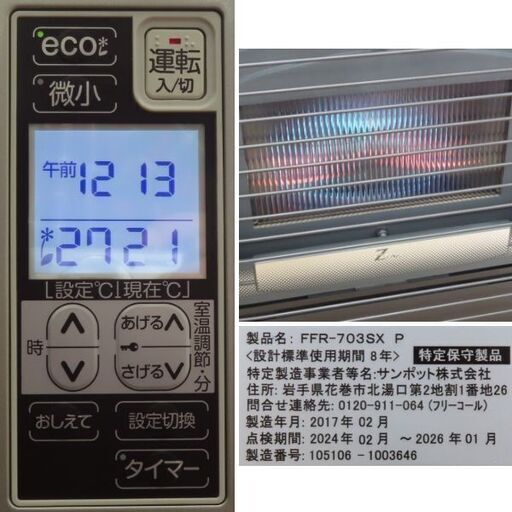 eco
運転
入/切
微小
午前 12 13
27 21
[設定℃][現在℃]
あげる
時
さげる
室温調節・分
おしえて
設定切換
タイマー
Z
製品名: FFR-703SX P
<設計標準使用期間 8年> 特定保守製品
特定製造事業者等名: サンポット株式会社
住所: 岩手県花巻市北湯口第2地割1番地26
問合せ連絡先: 0120-911-064 (フリーコール)
製造年月: 2017 年 02 月
点検期間: 2024 年 02 月 ~ 2026 年 01 月
製造番号: 105106 - 1003646